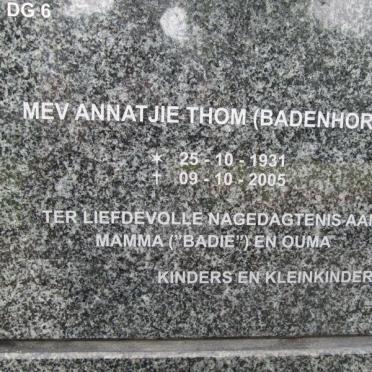 DG 6
MEV ANNATJIE THOM (BADENHOR
✶ 25 - 10 - 1931
† 09 - 10 - 2005
TER LIEFDEVOLLE NAGEDAGTENIS AAN
MAMMA ("BADIE") EN OUMA
KINDERS EN KLEINKINDER